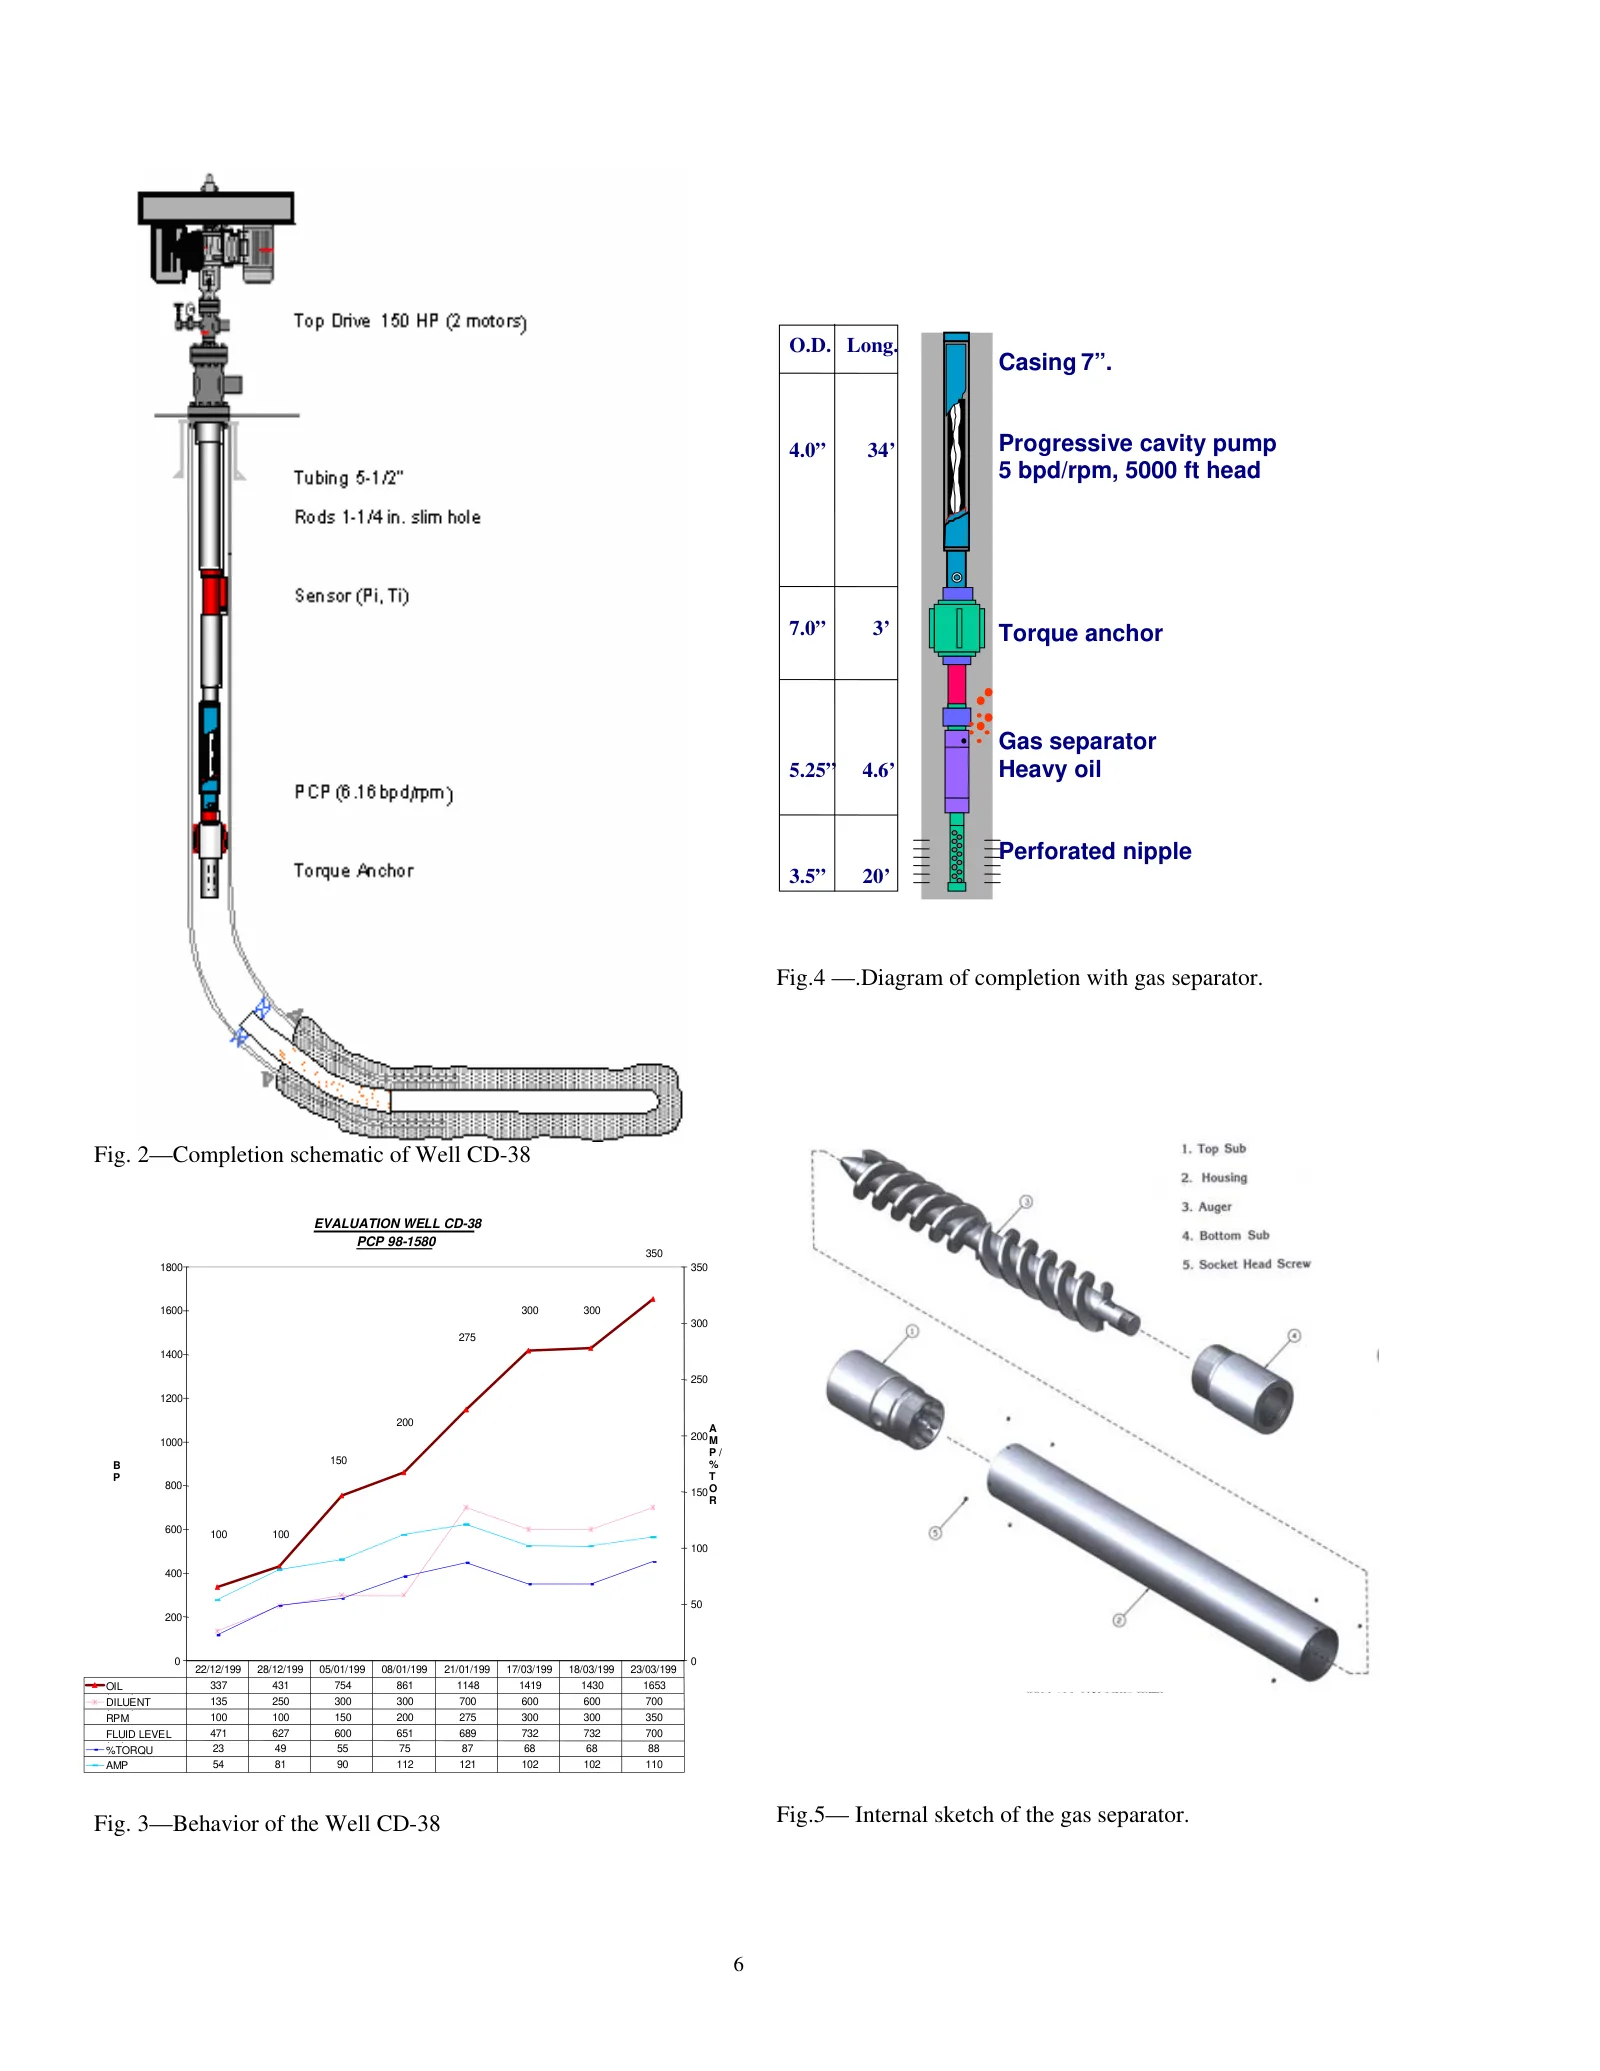 Top Drive 150 HP (2 motors)
Tubing 5-1/2"
Rods 1-1/4 in. slim hole
Sensor (Pi, Ti)
PCP (6.16 bpd/rpm)
Torque Anchor
Fig. 2—Completion schematic of Well CD-38
EVALUATION WELL CD-38
PCP 98-1580
350
1800
350
1600
300
300
300
275
1400
250
1200
200
1000
200
A
M
P /
%
T
O
R
B
P
150
800
150
600
100
100
100
400
200
50
0
0
22/12/199 28/12/199 05/01/199 08/01/199 21/01/199 17/03/199 18/03/199 23/03/199
OIL 337 431 754 861 1148 1419 1430 1653
DILUENT 135 250 300 300 700 600 600 700
RPM 100 100 150 200 275 300 300 350
FLUID LEVEL 471 627 600 651 689 732 732 700
%TORQU 23 49 55 75 87 68 68 88
AMP 54 81 90 112 121 102 102 110
Fig. 3—Behavior of the Well CD-38
O.D. Long.
Casing 7”.
4.0” 34’
Progressive cavity pump
5 bpd/rpm, 5000 ft head
7.0” 3’
Torque anchor
5.25” 4.6’
Gas separator
Heavy oil
3.5” 20’
Perforated nipple
Fig.4 —.Diagram of completion with gas separator.
1. Top Sub
2. Housing
3. Auger
4. Bottom Sub
5. Socket Head Screw
3
1
4
5
2
Fig.5— Internal sketch of the gas separator.
6